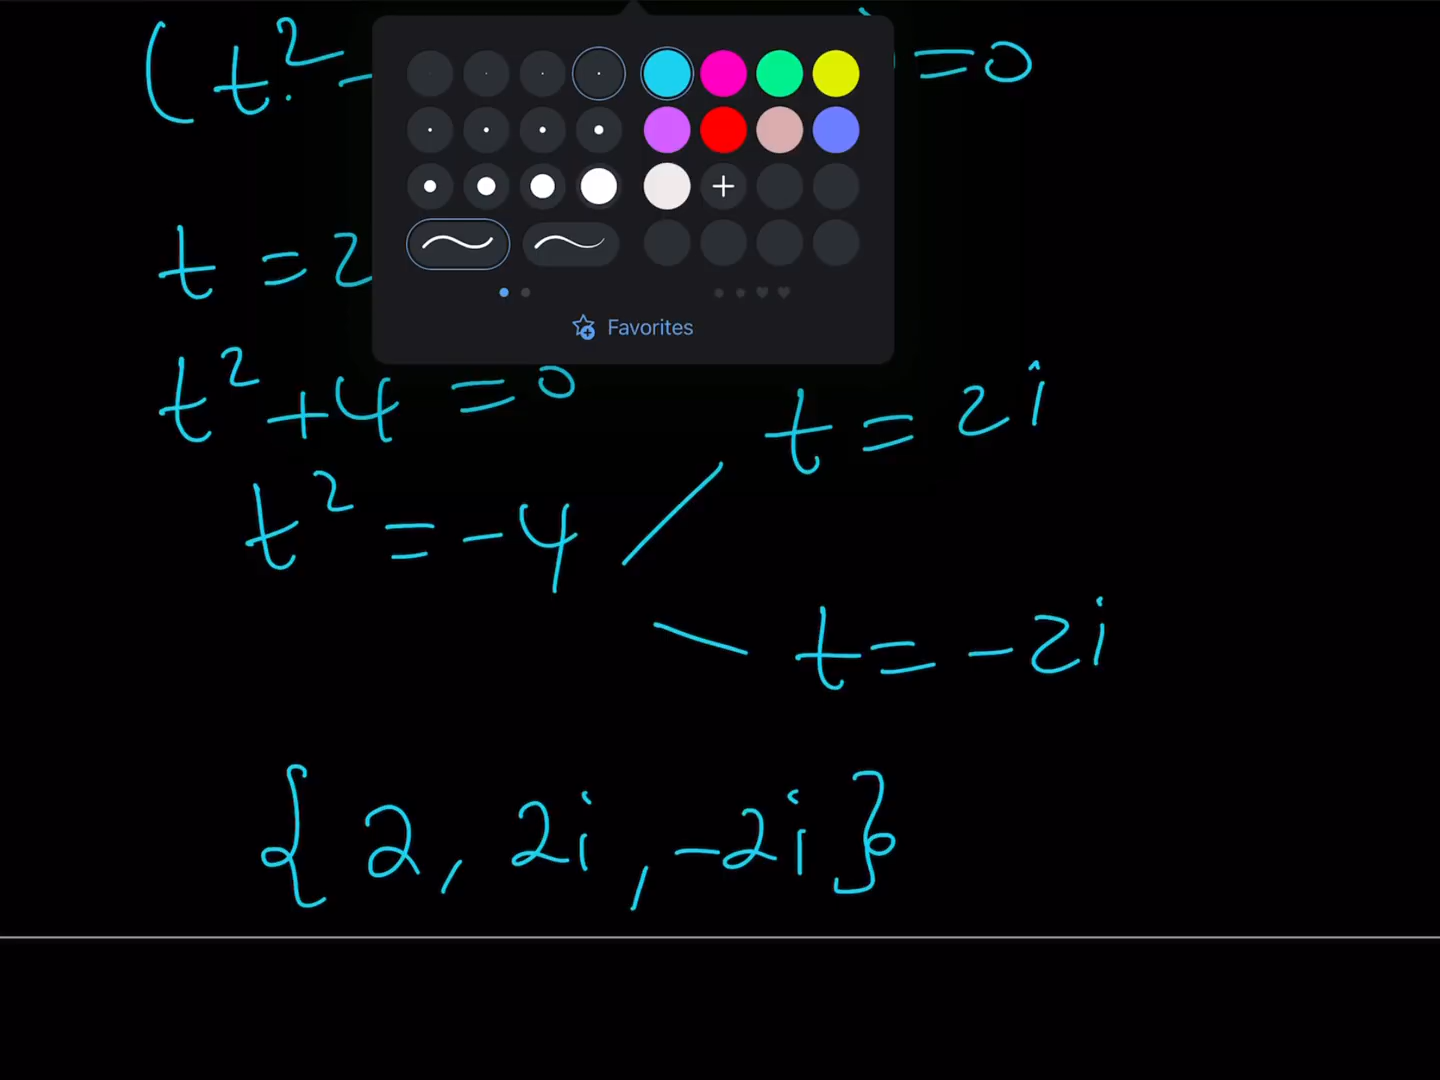 (t² = 0
t = 2
Favorites
t² + 4 = 0
t = 2i
t² = -4
t = -2i
{ 2, 2i, -2i }